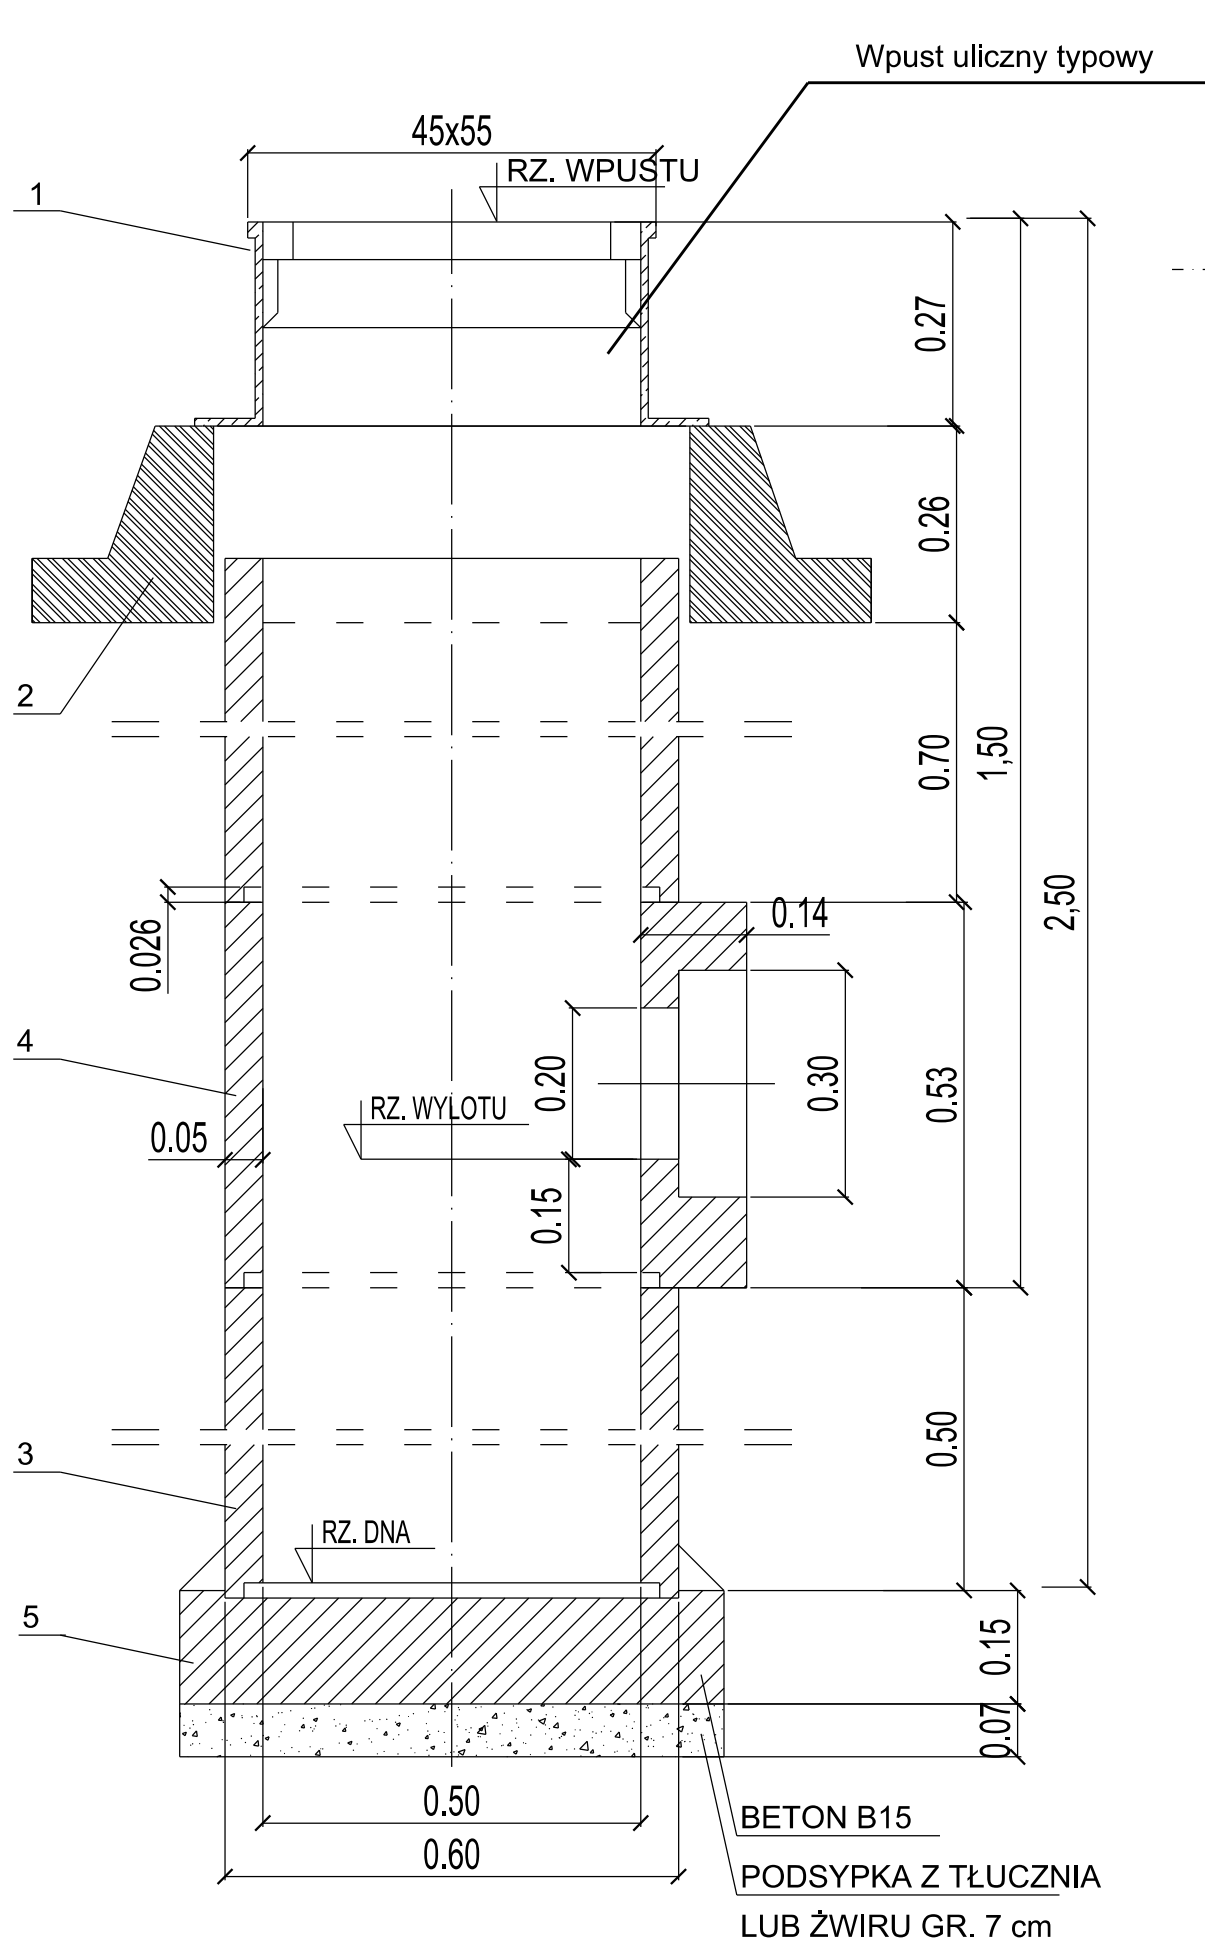 Wpust uliczny typowy
45x55
RZ. WPUSTU
1
0.27
0.26
2
0.70
1,50
2,50
0.14
0.026
4
0.20
0.30
0.53
RZ. WYLOTU
0.05
0.15
0.50
3
RZ. DNA
5
0.15
0.07
0.50
BETON B15
0.60
PODSYPKA Z TŁUCZNIA
LUB ŻWIRU GR. 7 cm